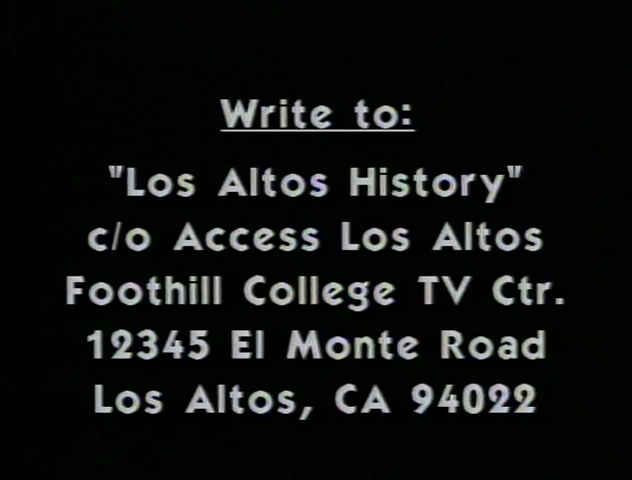 Write to:
"Los Altos History"
c/o Access Los Altos
Foothill College TV Ctr.
12345 El Monte Road
Los Altos, CA 94022